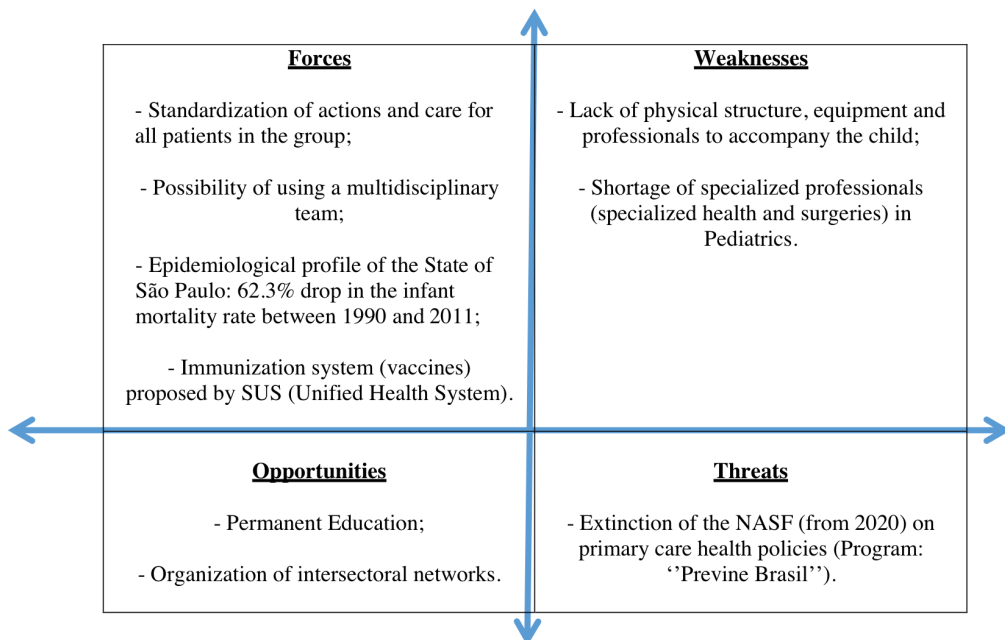 Forces
- Standardization of actions and care for
all patients in the group;
- Possibility of using a multidisciplinary
team;
- Epidemiological profile of the State of
São Paulo: 62.3% drop in the infant
mortality rate between 1990 and 2011;
- Immunization system (vaccines)
proposed by SUS (Unified Health System).
Weaknesses
- Lack of physical structure, equipment and
professionals to accompany the child;
- Shortage of specialized professionals
(specialized health and surgeries) in
Pediatrics.
Opportunities
- Permanent Education;
- Organization of intersectoral networks.
Threats
- Extinction of the NASF (from 2020) on
primary care health policies (Program:
‘’Previne Brasil’’).